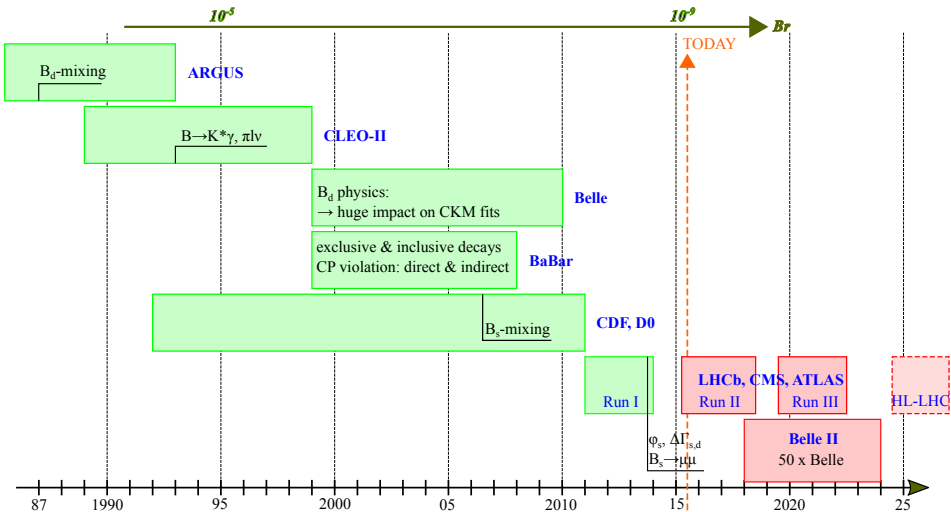 10⁻⁵
10⁻⁹
Br
TODAY
B_d-mixing
ARGUS
B→K*γ, πlν
CLEO-II
B_d physics:
→ huge impact on CKM fits
Belle
exclusive & inclusive decays
CP violation: direct & indirect
BaBar
B_s-mixing
CDF, D0
LHCb, CMS, ATLAS
Run I
Run II
Run III
HL-LHC
φ_s, ΔΓ_s,d
B_s→μμ
Belle II
50 x Belle
87 1990 95 2000 05 2010 15 2020 25